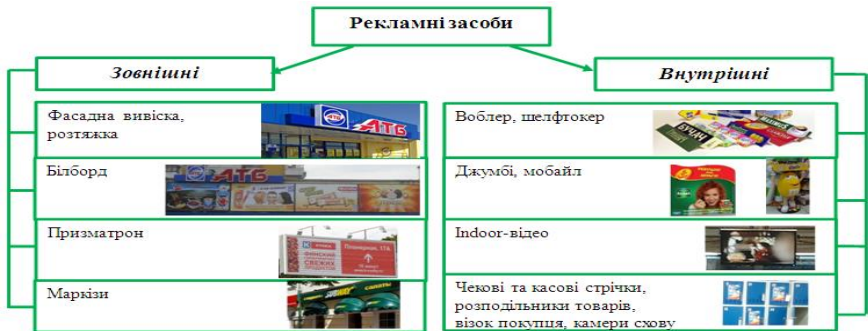 Рекламні засоби
Зовнішні
Внутрішні
Фасадна вивіска,
розтяжка
АТБ
Білборд
АТБ
Призматрон
Маркізи
SUBWAY
Воблер, шелфтокер
Джумбі, мобайл
Indoor-відео
Чекові та касові стрічки,
розподільники товарів,
візок покупця, камери схову